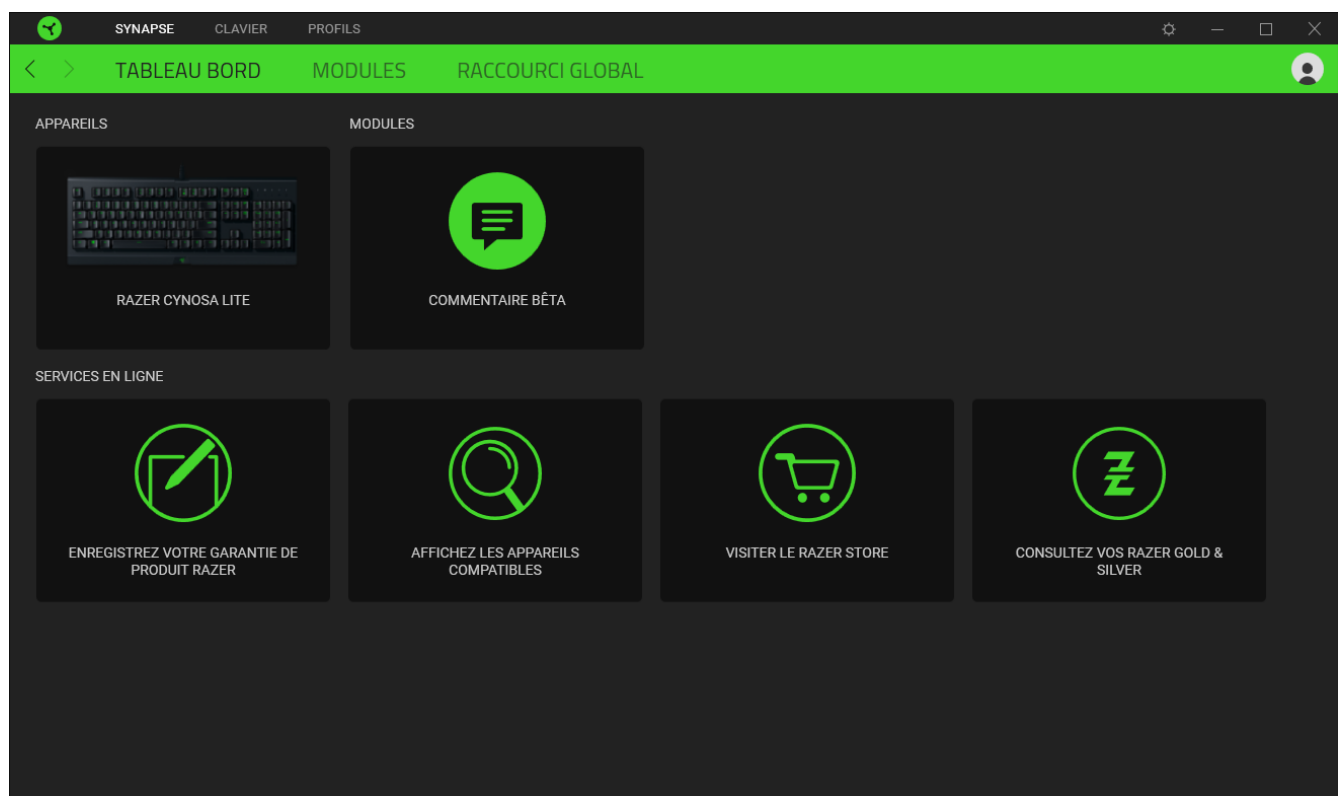 SYNAPSE CLAVIER PROFILS
TABLEAU BORD MODULES RACCOURCI GLOBAL
APPAREILS MODULES
RAZER CYNOSA LITE
COMMENTAIRE BÊTA
SERVICES EN LIGNE
ENREGISTREZ VOTRE GARANTIE DE
PRODUIT RAZER
AFFICHEZ LES APPAREILS
COMPATIBLES
VISITER LE RAZER STORE
CONSULTEZ VOS RAZER GOLD &
SILVER